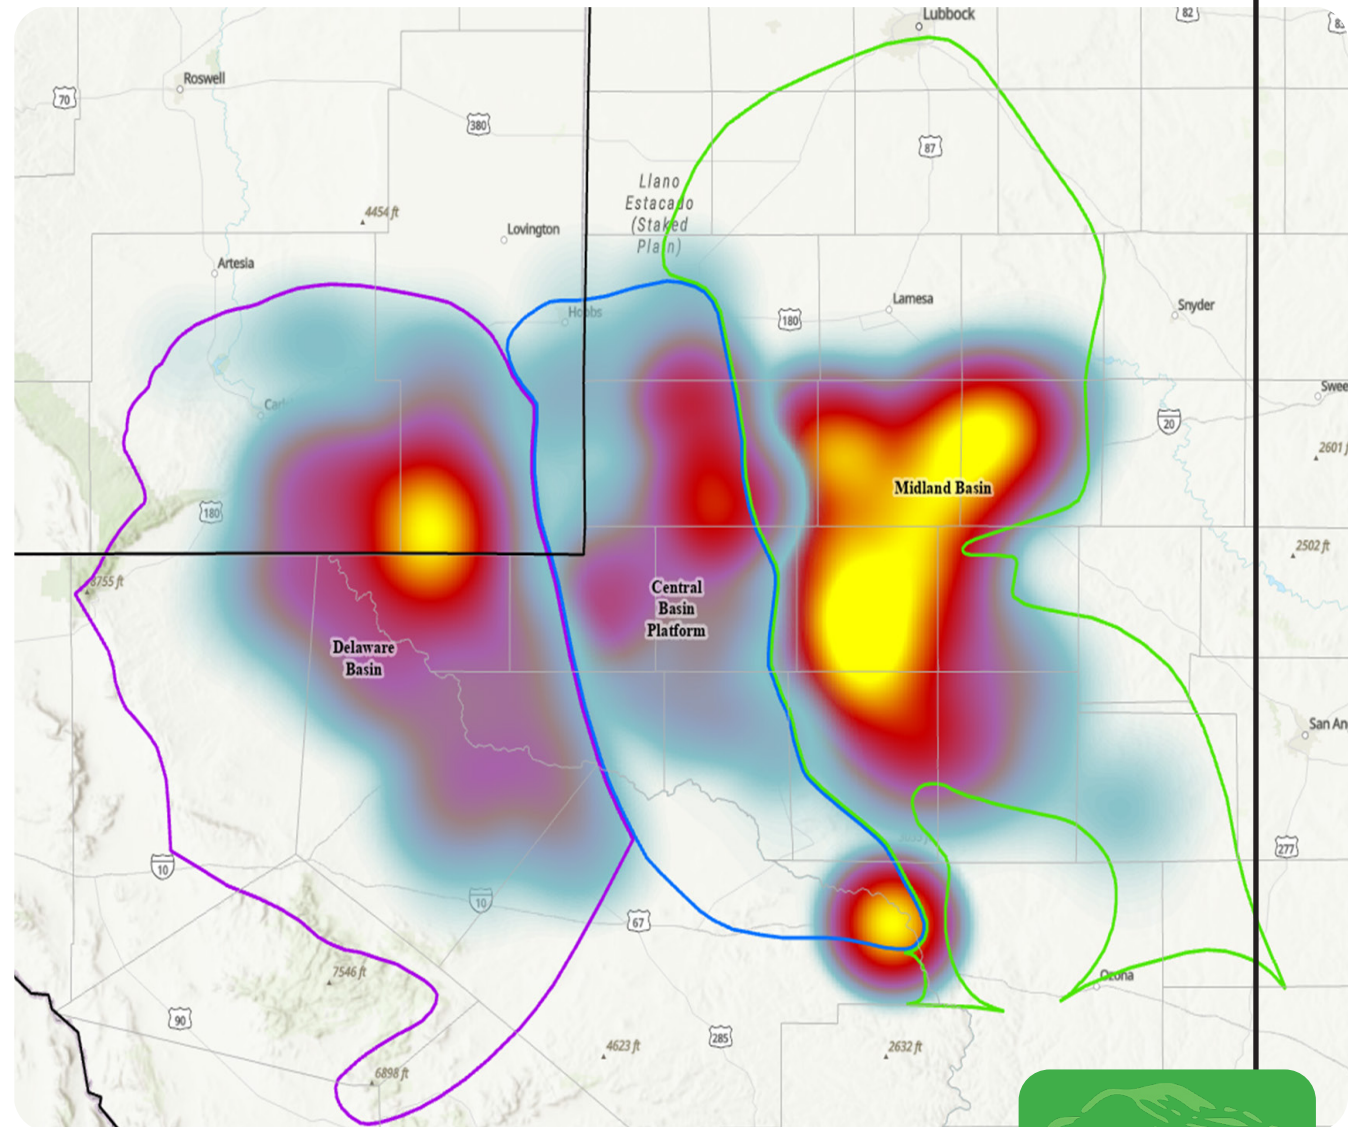 Lubbock
82
Roswell
70
380
87
Llano
Estacado
(Staked
Plain)
4454 ft
Lovington
Artesia
Lamesa
Snyder
Hobbs
180
20
2601 f
Midland Basin
180
2502 ft
8755 ft
Central
Basin
Platform
Delaware
Basin
San An
277
10
10
67
7546 ft
Ozona
90
285
4623 ft
2632 ft
6898 ft